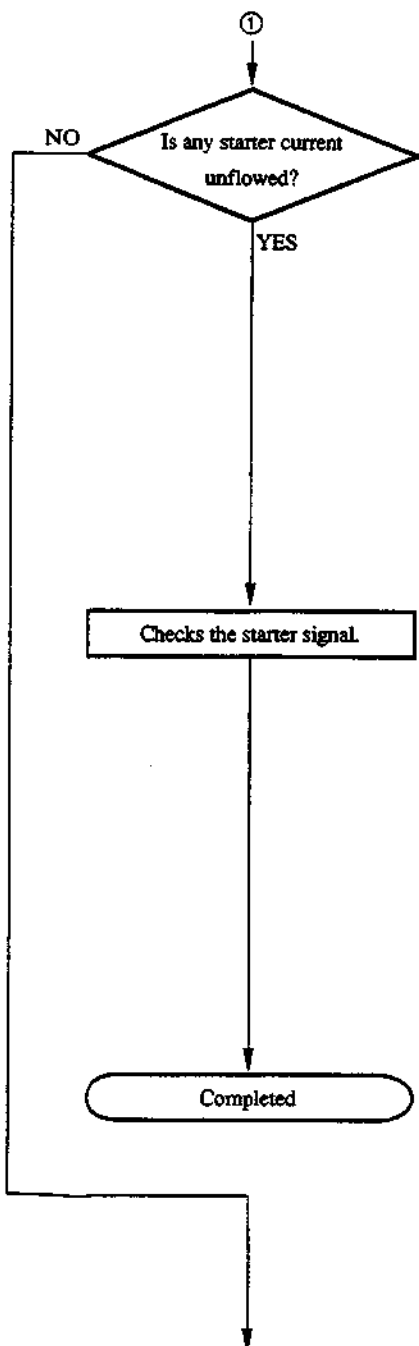 ①
Is any starter current
unflowed?
NO
YES
Checks the starter signal.
Completed